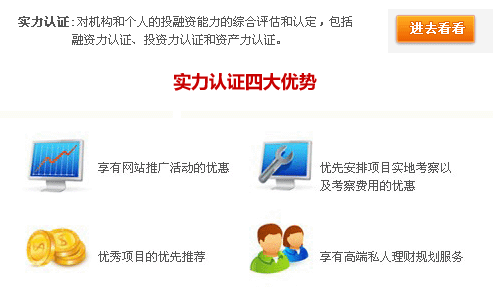 实力认证:对机构和个人的投融资能力的综合评估和认定，包括
融资力认证、投资力认证和资产力认证。
进去看看
实力认证四大优势
享有网站推广活动的优惠
优先安排项目实地考察以
及考察费用的优惠
优秀项目的优先推荐
享有高端私人理财规划服务